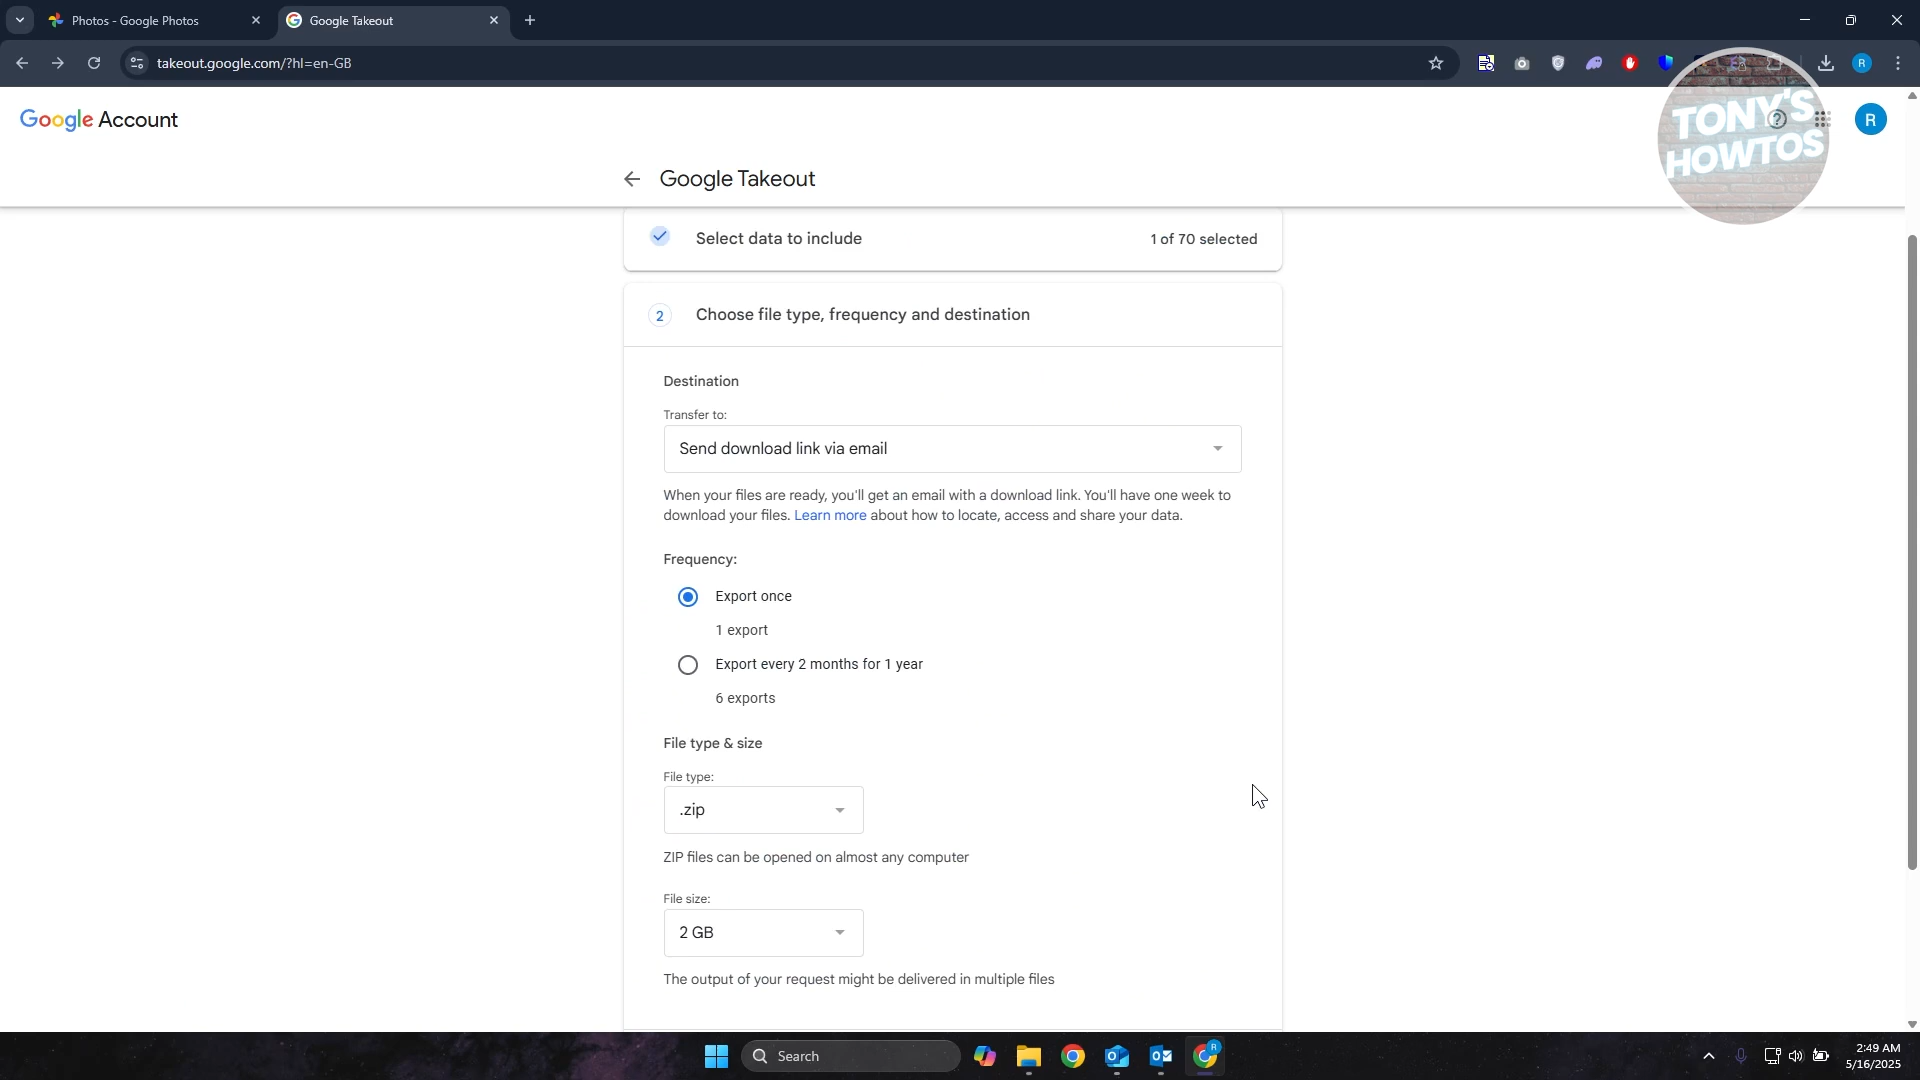 Photos - Google Photos
Google Takeout
takeout.google.com/?hl=en-GB
R
Google Account
R
TONY'S
HOWTOS
Google Takeout
Select data to include
1 of 70 selected
2
Choose file type, frequency and destination
Destination
Transfer to:
Send download link via email
When your files are ready, you'll get an email with a download link. You'll have one week to
download your files. Learn more about how to locate, access and share your data.
Frequency:
Export once
1 export
Export every 2 months for 1 year
6 exports
File type & size
File type:
.zip
ZIP files can be opened on almost any computer
File size:
2 GB
The output of your request might be delivered in multiple files
Search
R
2:49 AM
5/16/2025